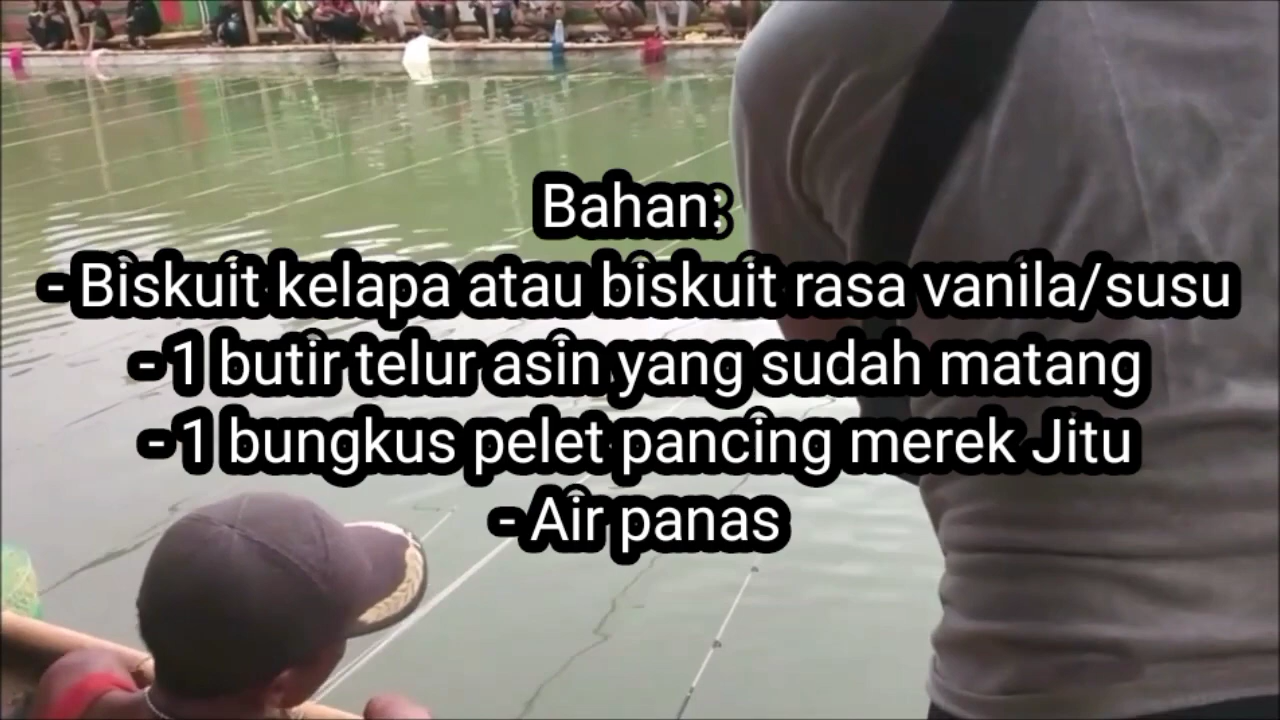 Bahan:
- Biskuit kelapa atau biskuit rasa vanila/susu
- 1 butir telur asin yang sudah matang
- 1 bungkus pelet pancing merek Jitu
- Air panas